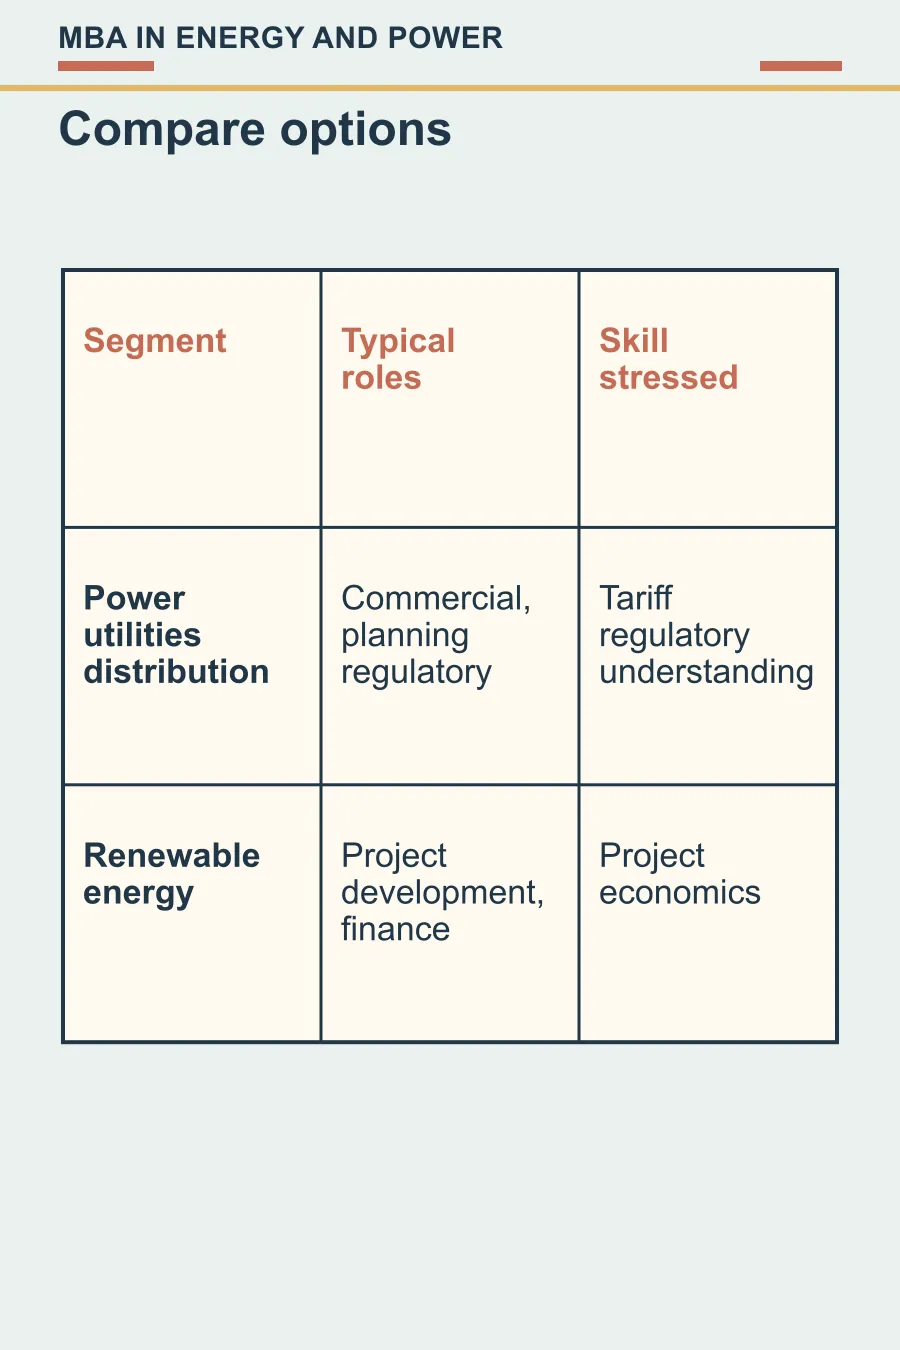 MBA IN ENERGY AND POWER
Compare options
Segment
Typical
roles
Skill
stressed
Power
utilities
distribution
Commercial,
planning
regulatory
Tariff
regulatory
understanding
Renewable
energy
Project
development,
finance
Project
economics